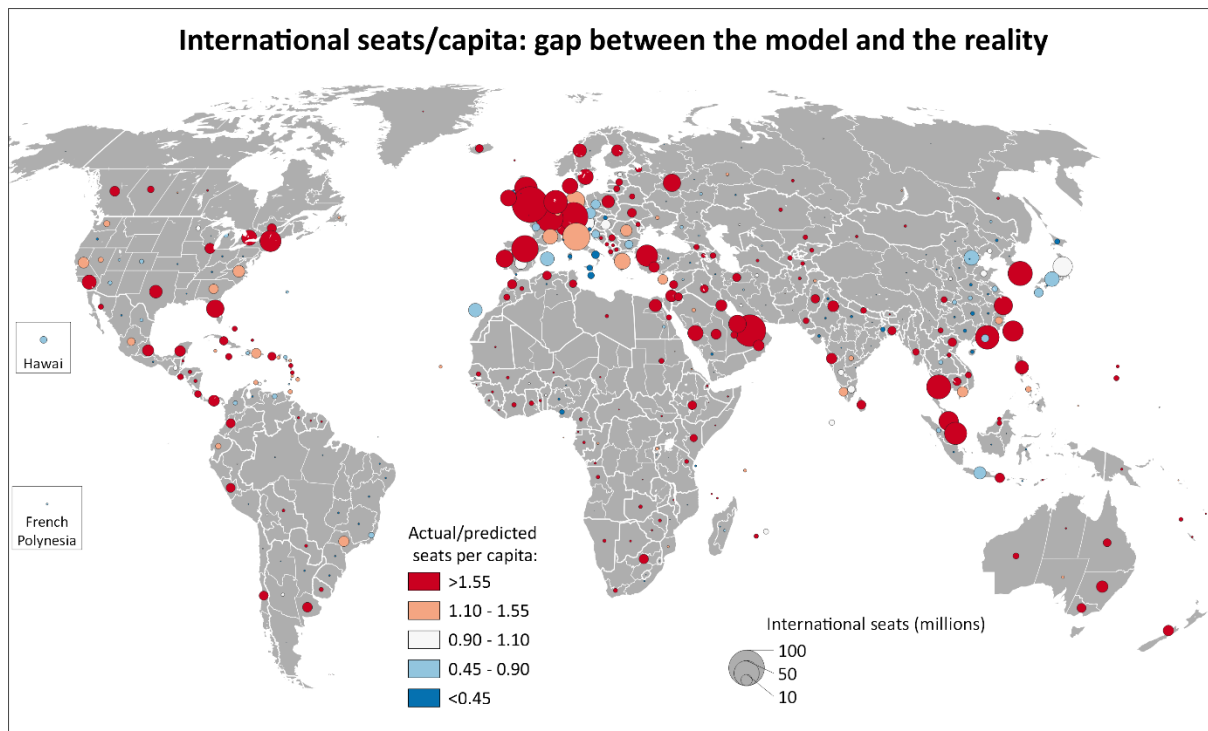 International seats/capita: gap between the model and the reality
Hawai
French
Polynesia
Actual/predicted
seats per capita:
>1.55
1.10 - 1.55
0.90 - 1.10
0.45 - 0.90
<0.45
International seats (millions)
100
50
10